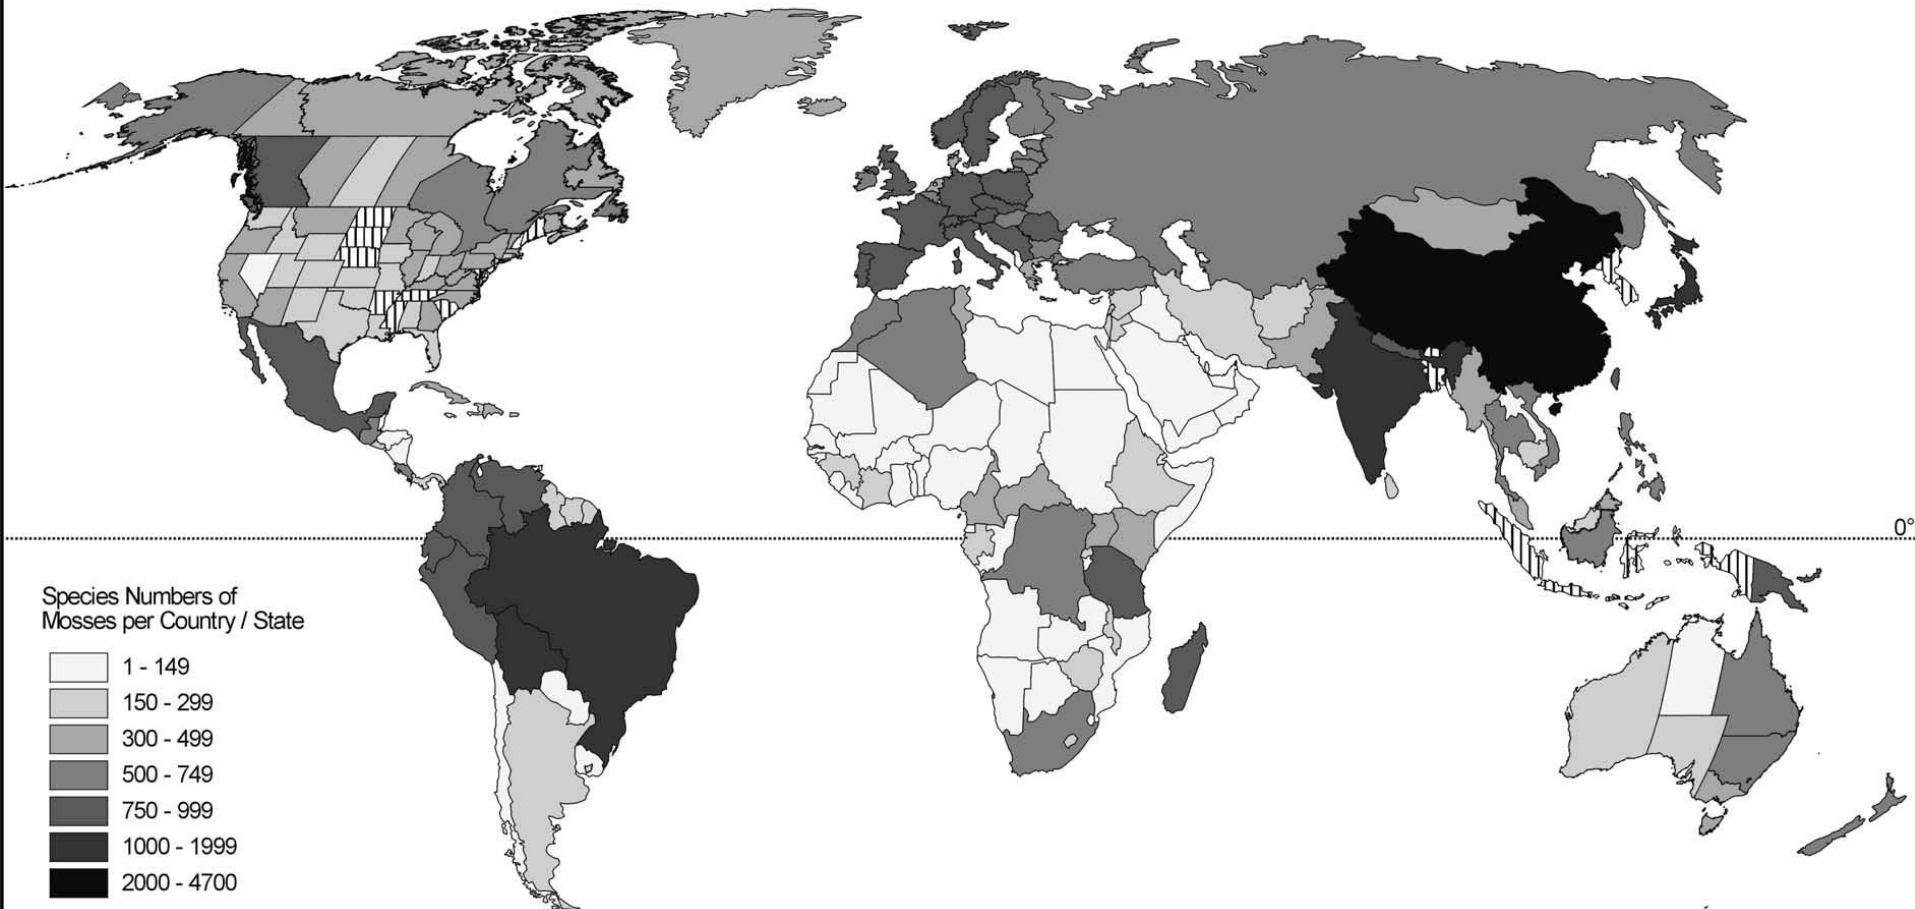 0°
Species Numbers of
Mosses per Country / State
1 - 149
150 - 299
300 - 499
500 - 749
750 - 999
1000 - 1999
2000 - 4700